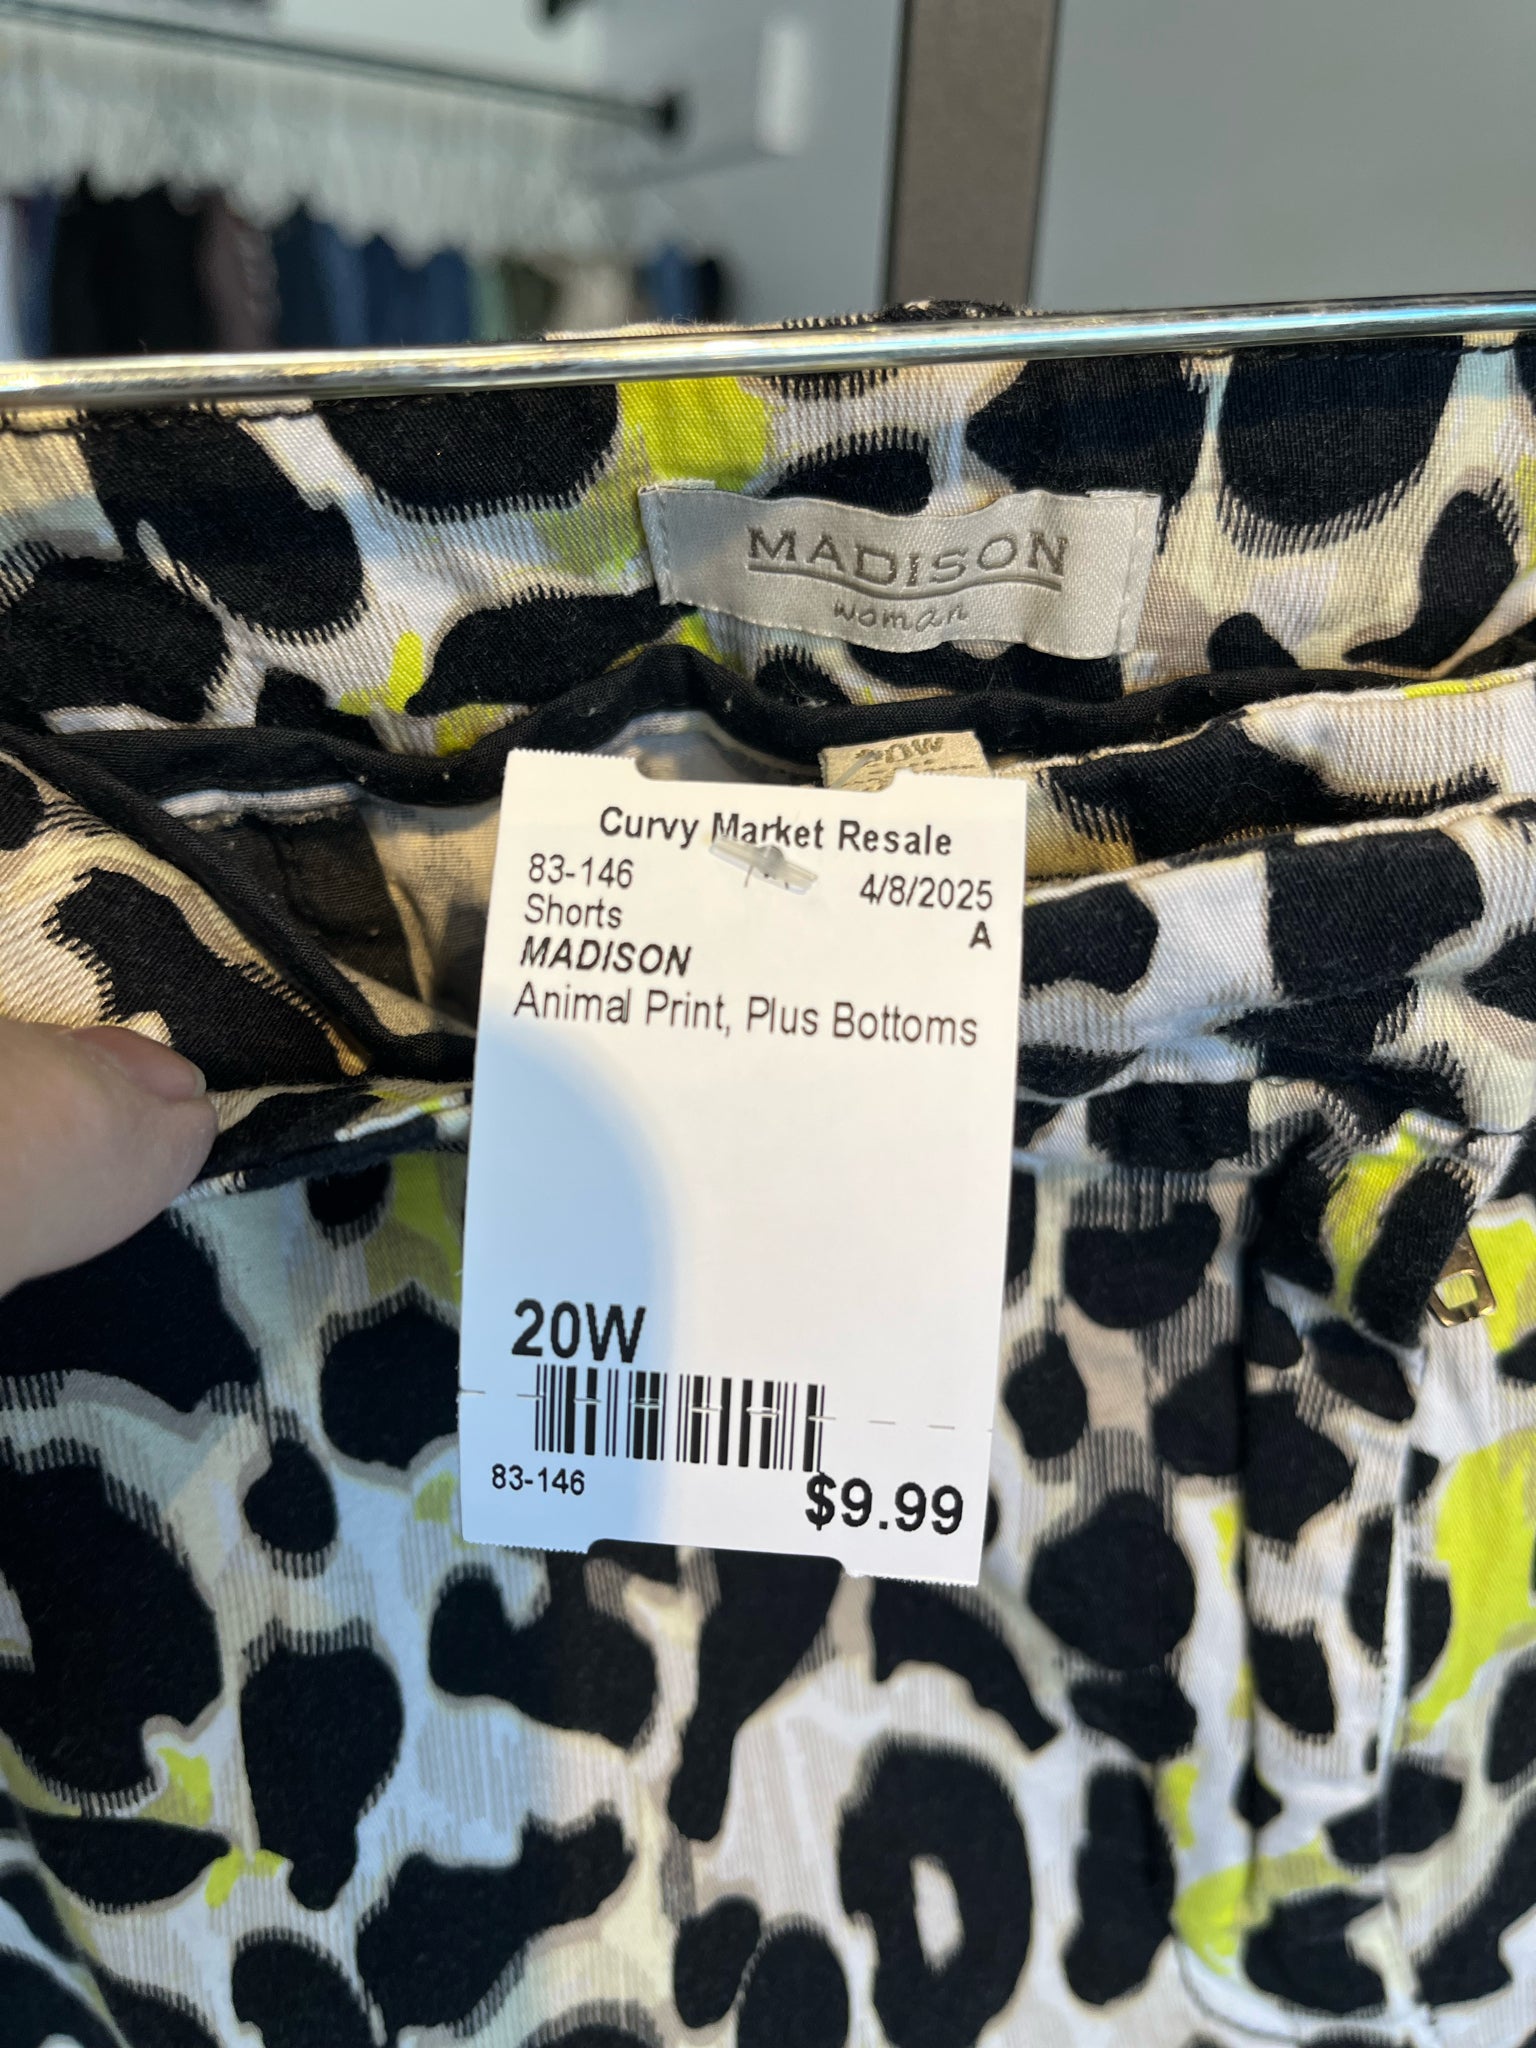 MADISON
woman
20W
Curvy Market Resale
83-146
4/8/2025
Shorts
A
MADISON
Animal Print, Plus Bottoms
20W
83-146
$9.99